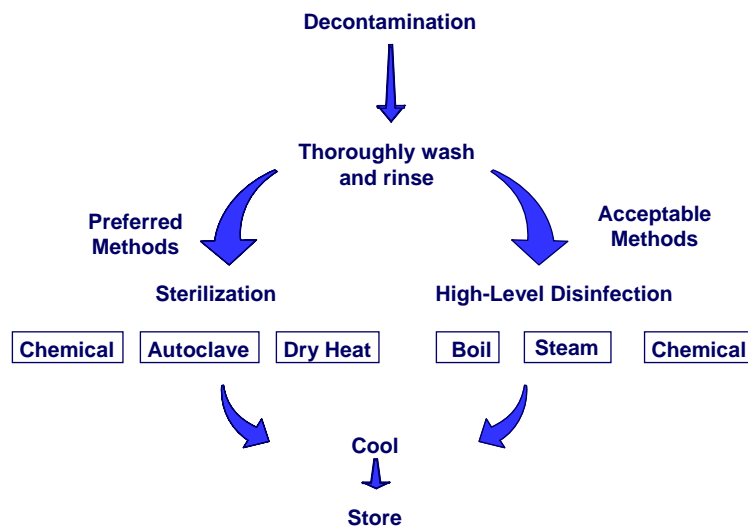 Decontamination
Thoroughly wash
and rinse
Preferred
Methods
Acceptable
Methods
Sterilization
High-Level Disinfection
Chemical
Autoclave
Dry Heat
Boil
Steam
Chemical
Cool
Store